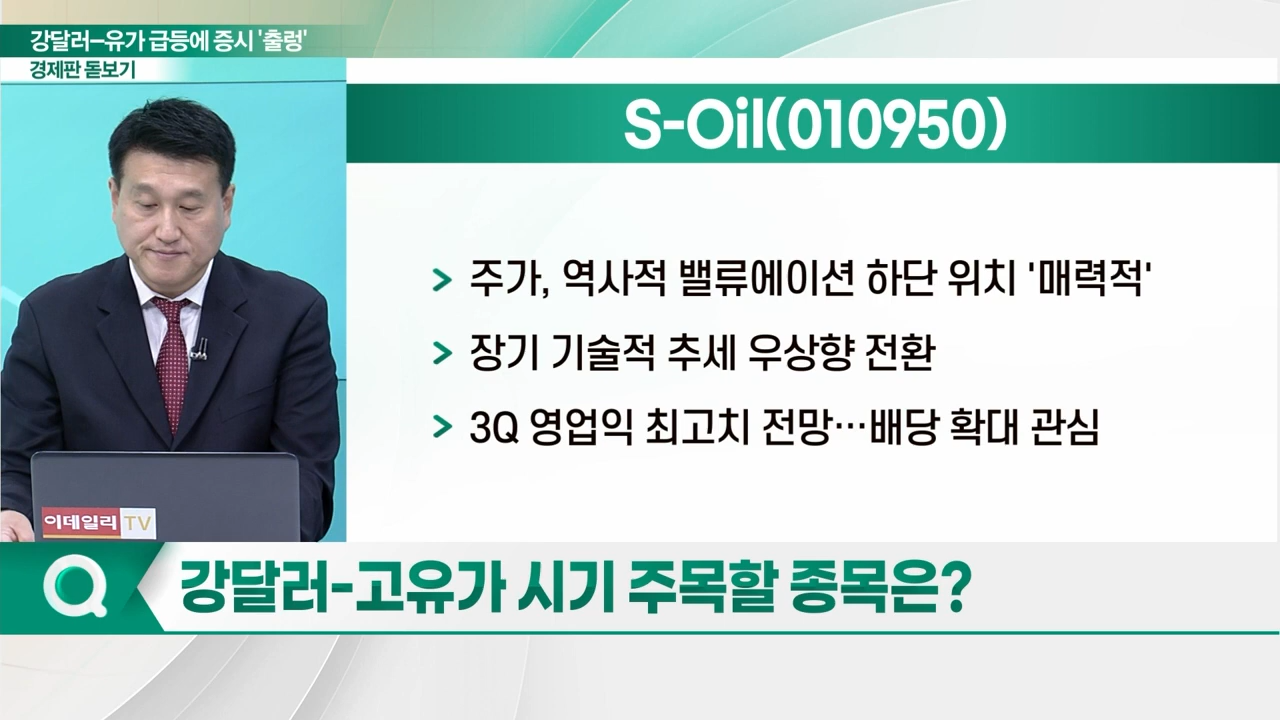 강달러-유가 급등에 증시 '출렁'
경제판 돋보기
S-Oil(010950)
> 주가, 역사적 밸류에이션 하단 위치 '매력적'
> 장기 기술적 추세 우상향 전환
> 3Q 영업익 최고치 전망…배당 확대 관심
이데일리 TV
Q 강달러-고유가 시기 주목할 종목은?